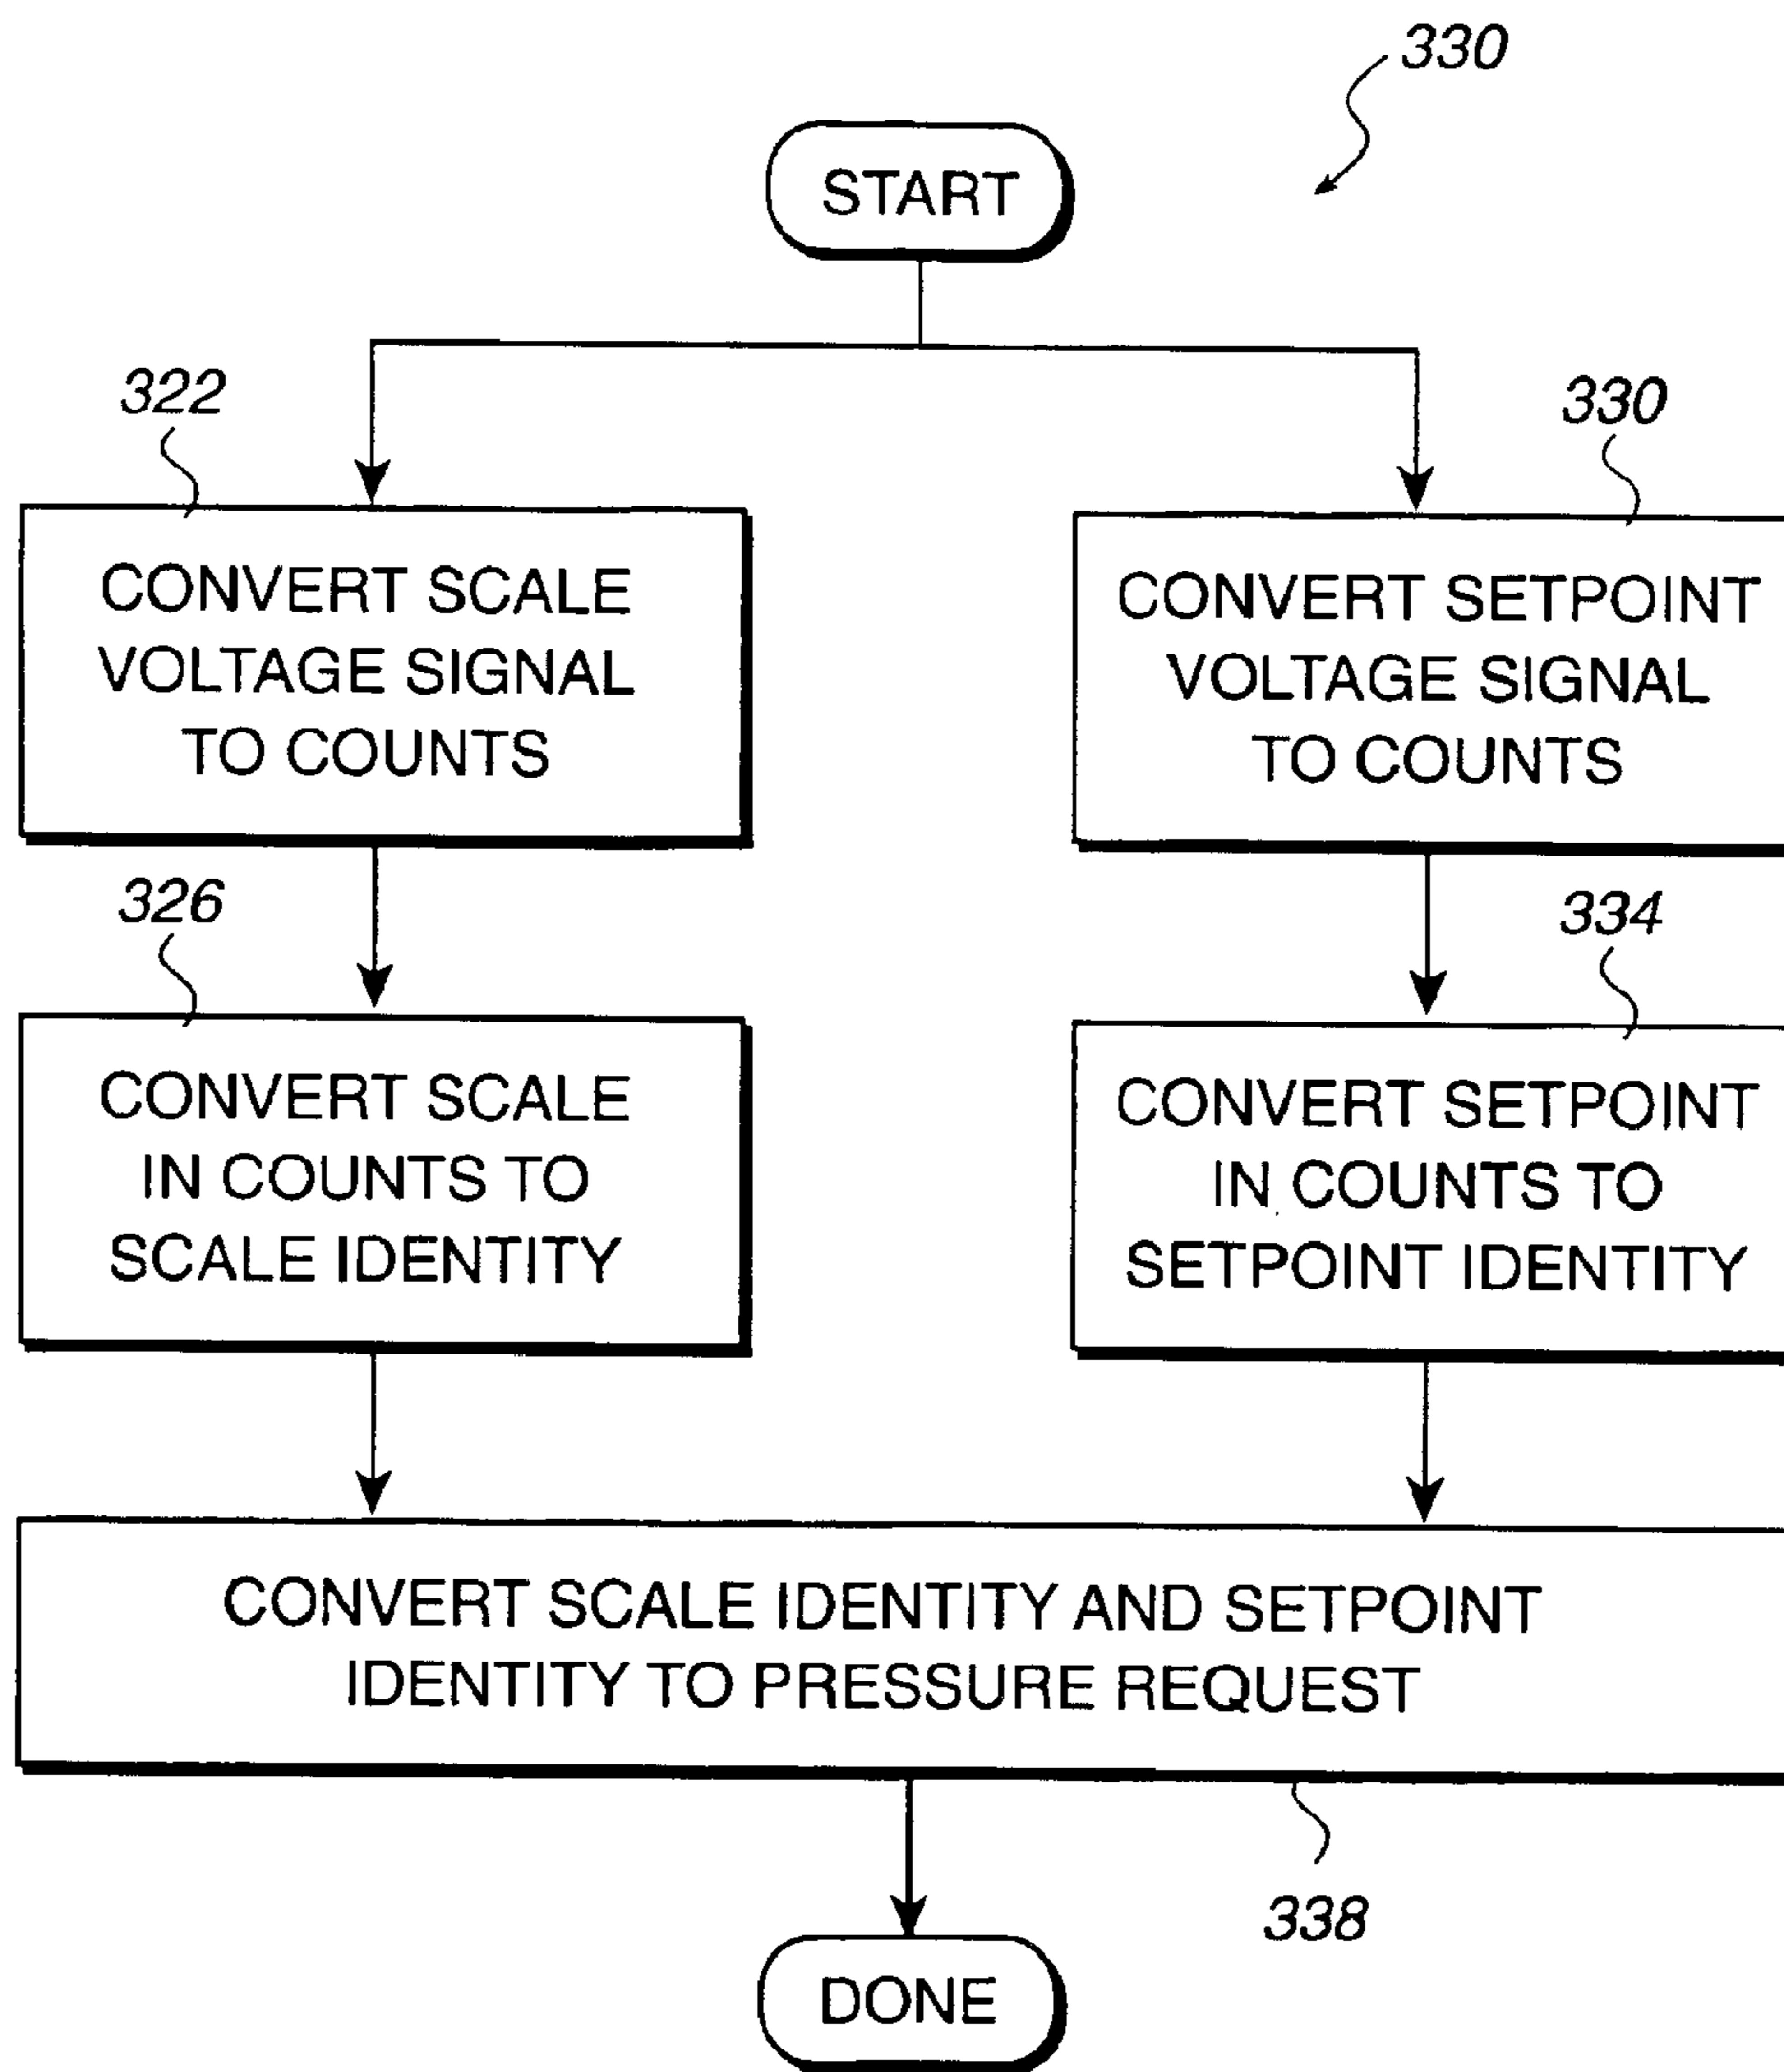 330
START
322
330
CONVERT SCALE
VOLTAGE SIGNAL
TO COUNTS
CONVERT SETPOINT
VOLTAGE SIGNAL
TO COUNTS
326
334
CONVERT SCALE
IN COUNTS TO
SCALE IDENTITY
CONVERT SETPOINT
IN COUNTS TO
SETPOINT IDENTITY
CONVERT SCALE IDENTITY AND SETPOINT
IDENTITY TO PRESSURE REQUEST
338
DONE